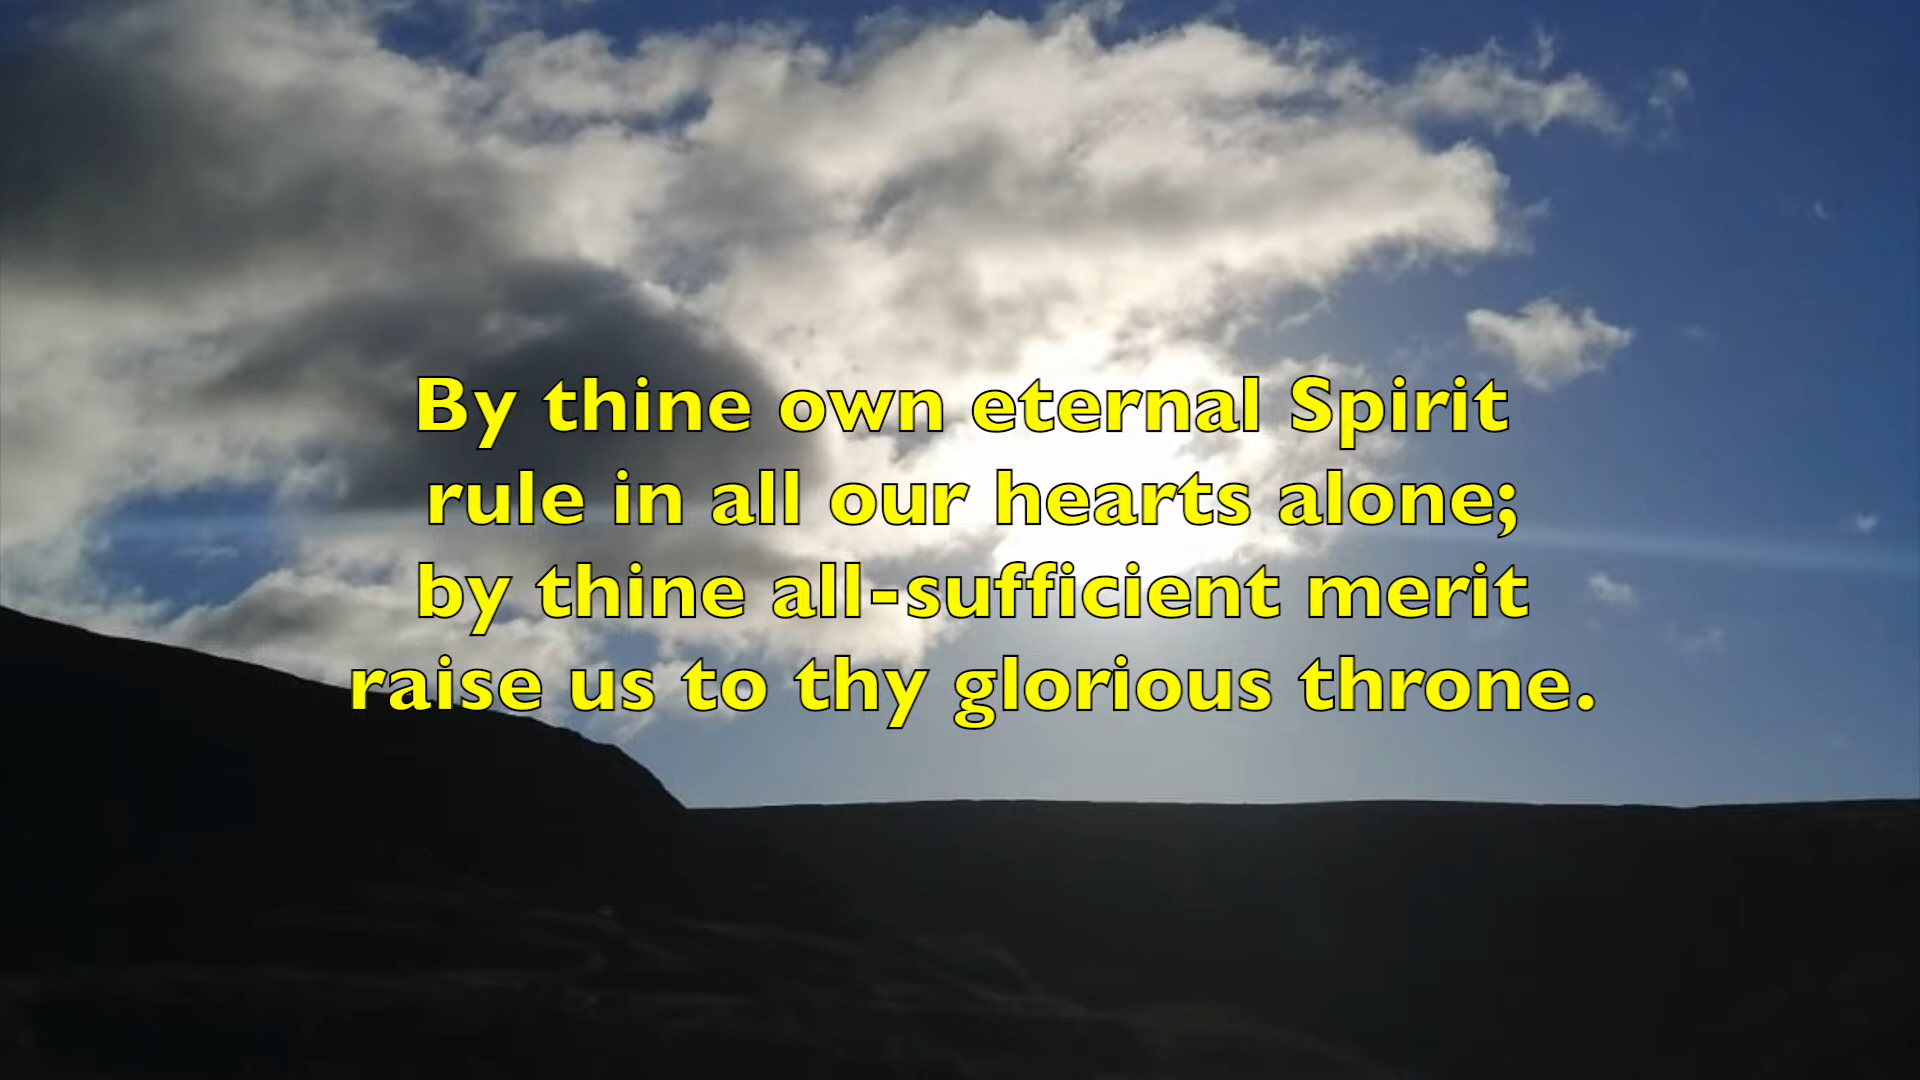 By thine own eternal Spirit
rule in all our hearts alone;
by thine all-sufficient merit
raise us to thy glorious throne.